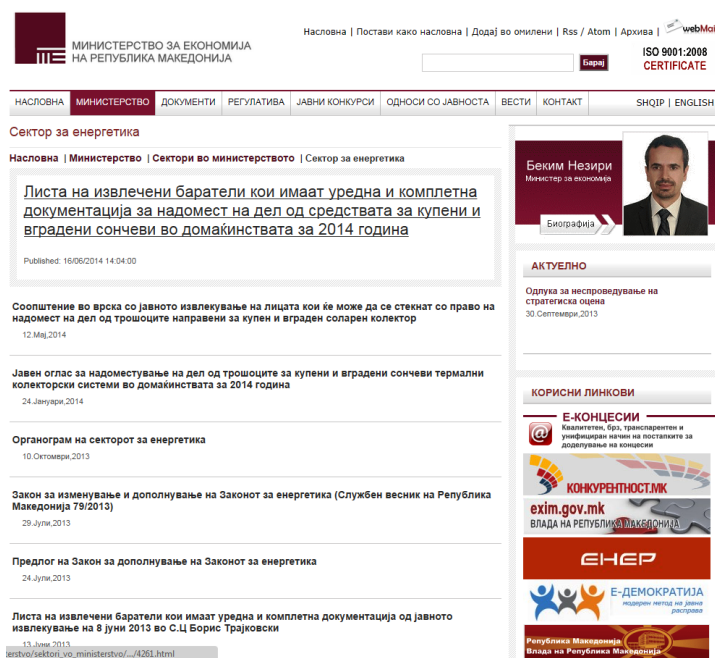 Насловна | Постави како насловна | Додај во омилени | Rss / Atom | Архива | webMai
МИНИСТЕРСТВО ЗА ЕКОНОМИЈА
НА РЕПУБЛИКА МАКЕДОНИЈА
Барај
ISO 9001:2008
CERTIFICATE
НАСЛОВНА МИНИСТЕРСТВО ДОКУМЕНТИ РЕГУЛАТИВА ЈАВНИ КОНКУРСИ ОДНОСИ СО ЈАВНОСТА ВЕСТИ КОНТАКТ SHQIP | ENGLISH
Сектор за енергетика
Насловна | Министерство | Сектори во министерството | Сектор за енергетика
Листа на извлечени баратели кои имаат уредна и комплетна
документација за надомест на дел од средствата за купени и
вградени сончеви во домаќинствата за 2014 година
Published: 16/06/2014 14:04:00
Соопштение во врска со јавното извлекување на лицата кои ќе може да се стекнат со право на
надомест на дел од трошоците направени за купен и вграден соларен колектор
12.Мај,2014
Јавен оглас за надоместување на дел од трошоците за купени и вградени сончеви термални
колекторски системи во домаќинствата за 2014 година
24.Јануари,2014
Органограм на секторот за енергетика
10.Октомври,2013
Закон за изменување и дополнување на Законот за енергетика (Службен весник на Република
Македонија 79/2013)
29.Јули,2013
Предлог на Закон за дополнување на Законот за енергетика
24.Јули,2013
Листа на извлечени баратели кои имаат уредна и комплетна документација од јавното
извлекување на 8 јуни 2013 во С.Ц Борис Трајковски
13.Јуни,2013
terstvo/sektori_vo_ministerstvo/.../4261.html
Беким Незири
Министер за економија
Биографија
АКТУЕЛНО
Одлука за неспроведување на
стратегиска оцена
30.Септември,2013
КОРИСНИ ЛИНКОВИ
Е-КОНЦЕСИИ
Квалитетен, брз, транспарентен и
унифициран начин на постапките за
доделување на концесии
КОНКУРЕНТНОСТ.МК
exim.gov.mk
ВЛАДА НА РЕПУБЛИКА МАКЕДОНИЈА
ЕНЕР
Е-ДЕМОКРАТИЈА
модерен метод на јавна
расправа
Република Македонија
Влада на Република Македонија